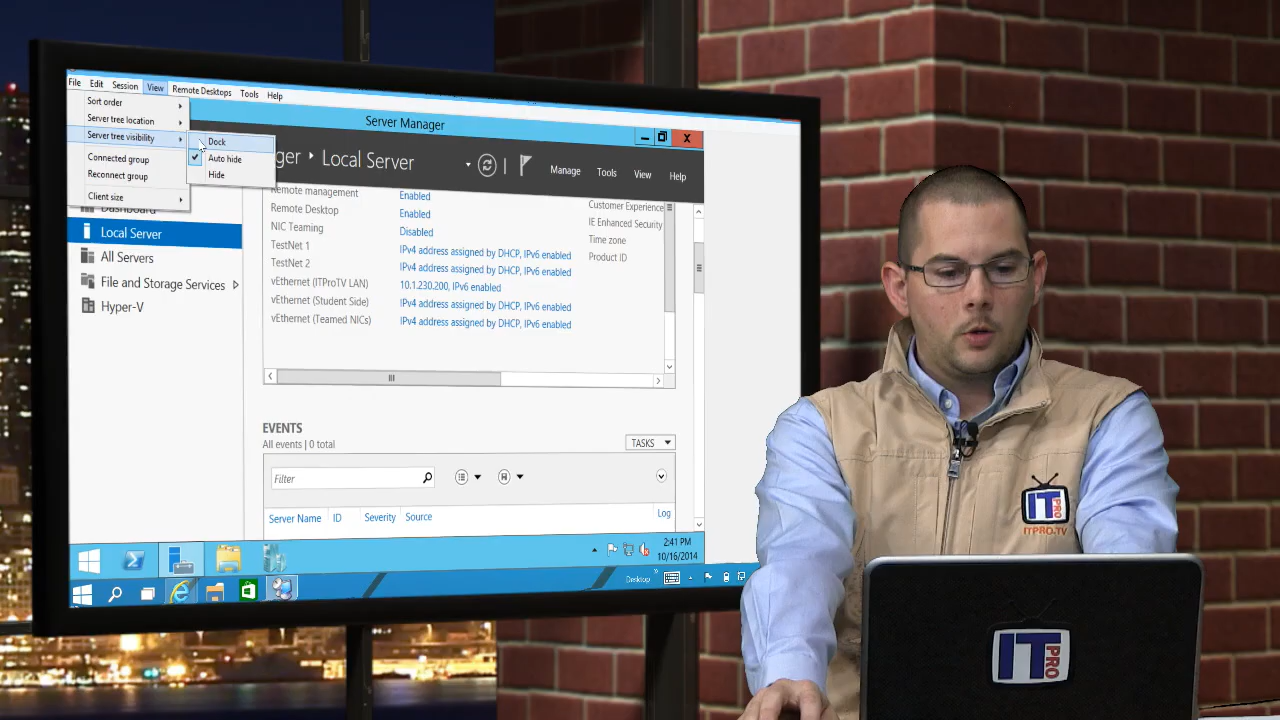 File Edit Session View Remote Desktops Tools Help
Sort order
Server tree location
Server tree visibility
Connected group
Reconnect group
Client size
Dock
Auto hide
Hide
Server Manager
Local Server
Manage Tools View Help
Dashboard
Local Server
All Servers
File and Storage Services
Hyper-V
Remote management Enabled
Remote Desktop Enabled
NIC Teaming Disabled
TestNet 1 IPv4 address assigned by DHCP, IPv6 enabled
TestNet 2 IPv4 address assigned by DHCP, IPv6 enabled
vEthernet (ITProTV LAN) 10.1.230.200, IPv6 enabled
vEthernet (Student Side) IPv4 address assigned by DHCP, IPv6 enabled
vEthernet (Teamed NICs) IPv4 address assigned by DHCP, IPv6 enabled
Customer Experience
IE Enhanced Security
Time zone
Product ID
EVENTS
All events | 0 total
TASKS
Filter
Server Name ID Severity Source Log
2:41 PM
10/16/2014
Desktop
IT
PRO
ITPRO.TV
IT
PRO